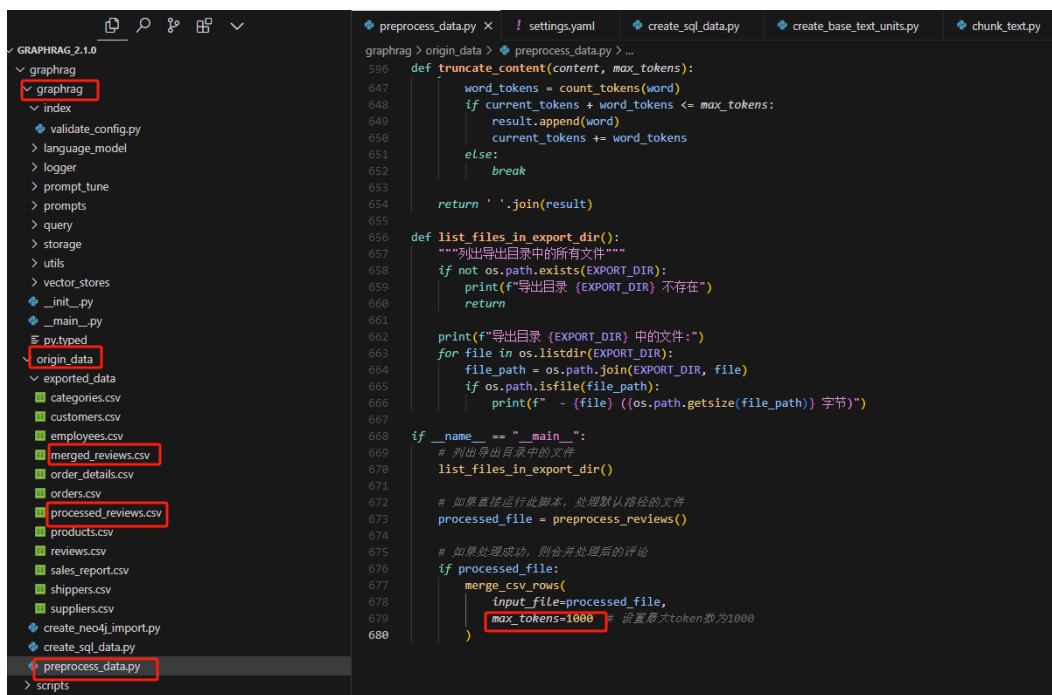 GRAPHRAG_2.1.0
graphrag
graphrag
index
validate_config.py
language_model
logger
prompt_tune
prompts
query
storage
utils
vector_stores
__init__.py
__main__.py
py.typed
origin_data
exported_data
categories.csv
customers.csv
employees.csv
merged_reviews.csv
order_details.csv
orders.csv
processed_reviews.csv
products.csv
reviews.csv
sales_report.csv
shippers.csv
suppliers.csv
create_neo4j_import.py
create_sql_data.py
preprocess_data.py
scripts
preprocess_data.py × ! settings.yaml create_sql_data.py create_base_text_units.py chunk_text.py
graphrag > origin_data > preprocess_data.py > ...
596 def truncate_content(content, max_tokens):
647 word_tokens = count_tokens(word)
648 if current_tokens + word_tokens <= max_tokens:
649 result.append(word)
650 current_tokens += word_tokens
651 else:
652 break
653
654 return ' '.join(result)
655
656 def list_files_in_export_dir():
657 """列出导出目录中的所有文件"""
658 if not os.path.exists(EXPORT_DIR):
659 print(f"导出目录 {EXPORT_DIR} 不存在")
660 return
661
662 print(f"导出目录 {EXPORT_DIR} 中的文件:")
663 for file in os.listdir(EXPORT_DIR):
664 file_path = os.path.join(EXPORT_DIR, file)
665 if os.path.isfile(file_path):
666 print(f"  - {file} ({os.path.getsize(file_path)} 字节)")
667
668 if __name__ == "__main__":
669 # 列出导出目录中的文件
670 list_files_in_export_dir()
671
672 # 如果直接运行此脚本，处理默认路径的文件
673 processed_file = preprocess_reviews()
674
675 # 如果处理成功，则合并处理后的评论
676 if processed_file:
677 merge_csv_rows(
678 input_file=processed_file,
679 max_tokens=1000 # 设置最大token数为1000
680 )